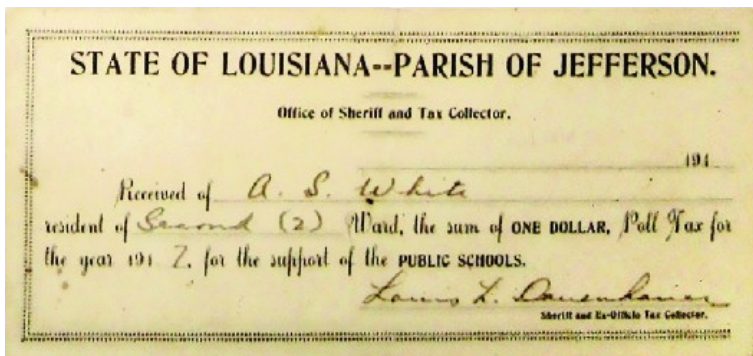 STATE OF LOUISIANA--PARISH OF JEFFERSON.
Office of Sheriff and Tax Collector.
191
Received of A. S. White
resident of Second (2) Ward, the sum of ONE DOLLAR, Poll Tax for
the year 191 7, for the support of the PUBLIC SCHOOLS.
Louis L.
Sheriff and Ex-Officio Tax Collector.